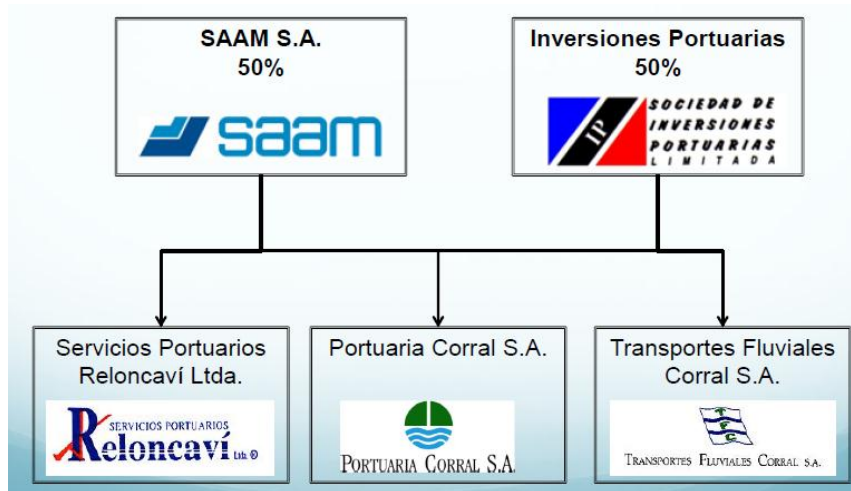 SAAM S.A.
50%
saam
Inversiones Portuarias
50%
IP
SOCIEDAD DE
INVERSIONES
PORTUARIAS
LIMITADA
Servicios Portuarios
Reloncaví Ltda.
SERVICIOS PORTUARIOS
Reloncaví Ltda. ®
Portuaria Corral S.A.
PORTUARIA CORRAL S.A.
Transportes Fluviales
Corral S.A.
T F C
TRANSPORTES FLUVIALES CORRAL S.A.